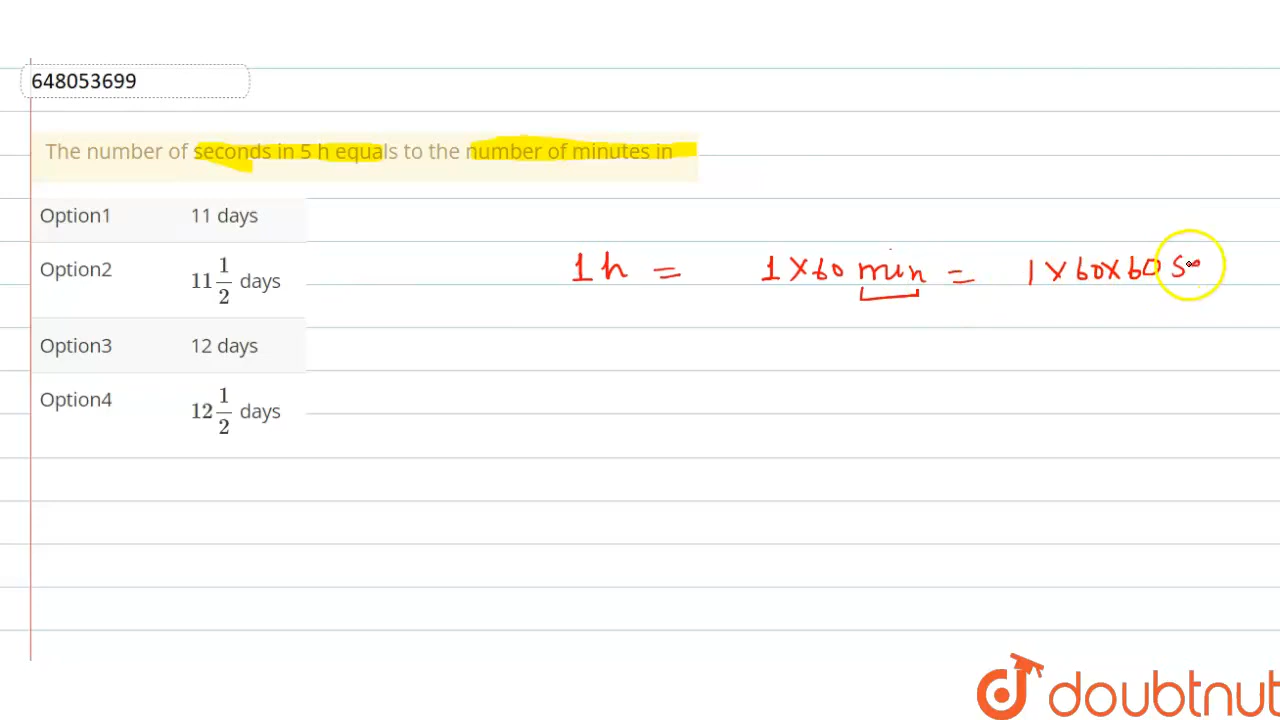 648053699
The number of seconds in 5 h equals to the number of minutes in
Option1 11 days
Option2 11 1/2 days
1 h = 1 X 60 min = 1 X 60 X 60 S
Option3 12 days
Option4 12 1/2 days
doubtnut